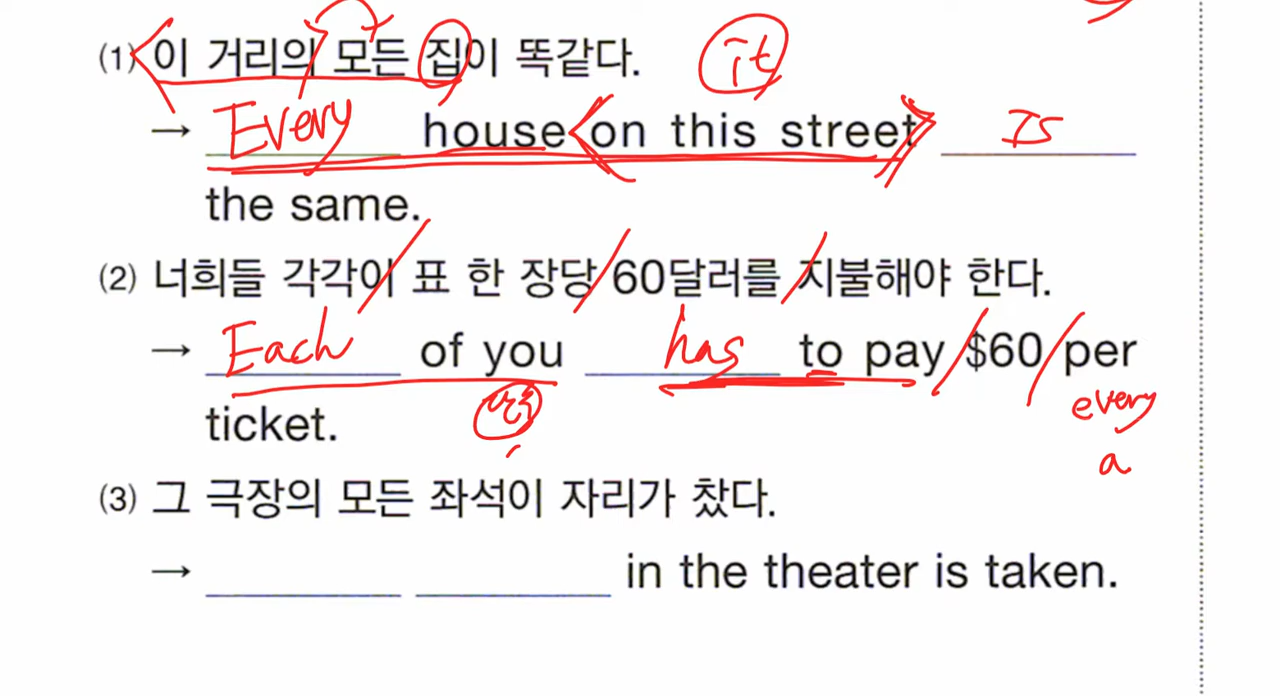 (1) 이 거리의 모든 집이 똑같다. it
→ Every house on this street Is
the same.
(2) 너희들 각각이 표 한 장당 60달러를 지불해야 한다.
→ Each of you has to pay $60 per
every
ticket.
a
(3) 그 극장의 모든 좌석이 자리가 찼다.
→ in the theater is taken.